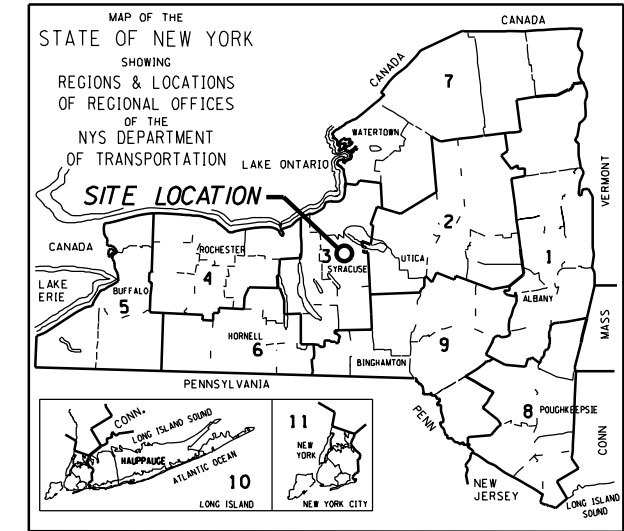 MAP OF THE
STATE OF NEW YORK
SHOWING
REGIONS & LOCATIONS
OF REGIONAL OFFICES
OF THE
NYS DEPARTMENT
OF TRANSPORTATION
CANADA
CANADA
7
WATERTOWN
LAKE ONTARIO
SITE LOCATION
VERMONT
CANADA
ROCHESTER
3
SYRACUSE
2
UTICA
1
LAKE
ERIE
BUFFALO
5
4
ALBANY
MASS
HORNELL
6
9
BINGHAMTON
PENNSYLVANIA
PENN
8
POUGHKEEPSIE
CONN
NEW
JERSEY
LONG ISLAND
SOUND
CONN.
LONG ISLAND SOUND
HAUPPAUGE
ATLANTIC OCEAN
10
LONG ISLAND
11
NEW
YORK
NEW YORK CITY